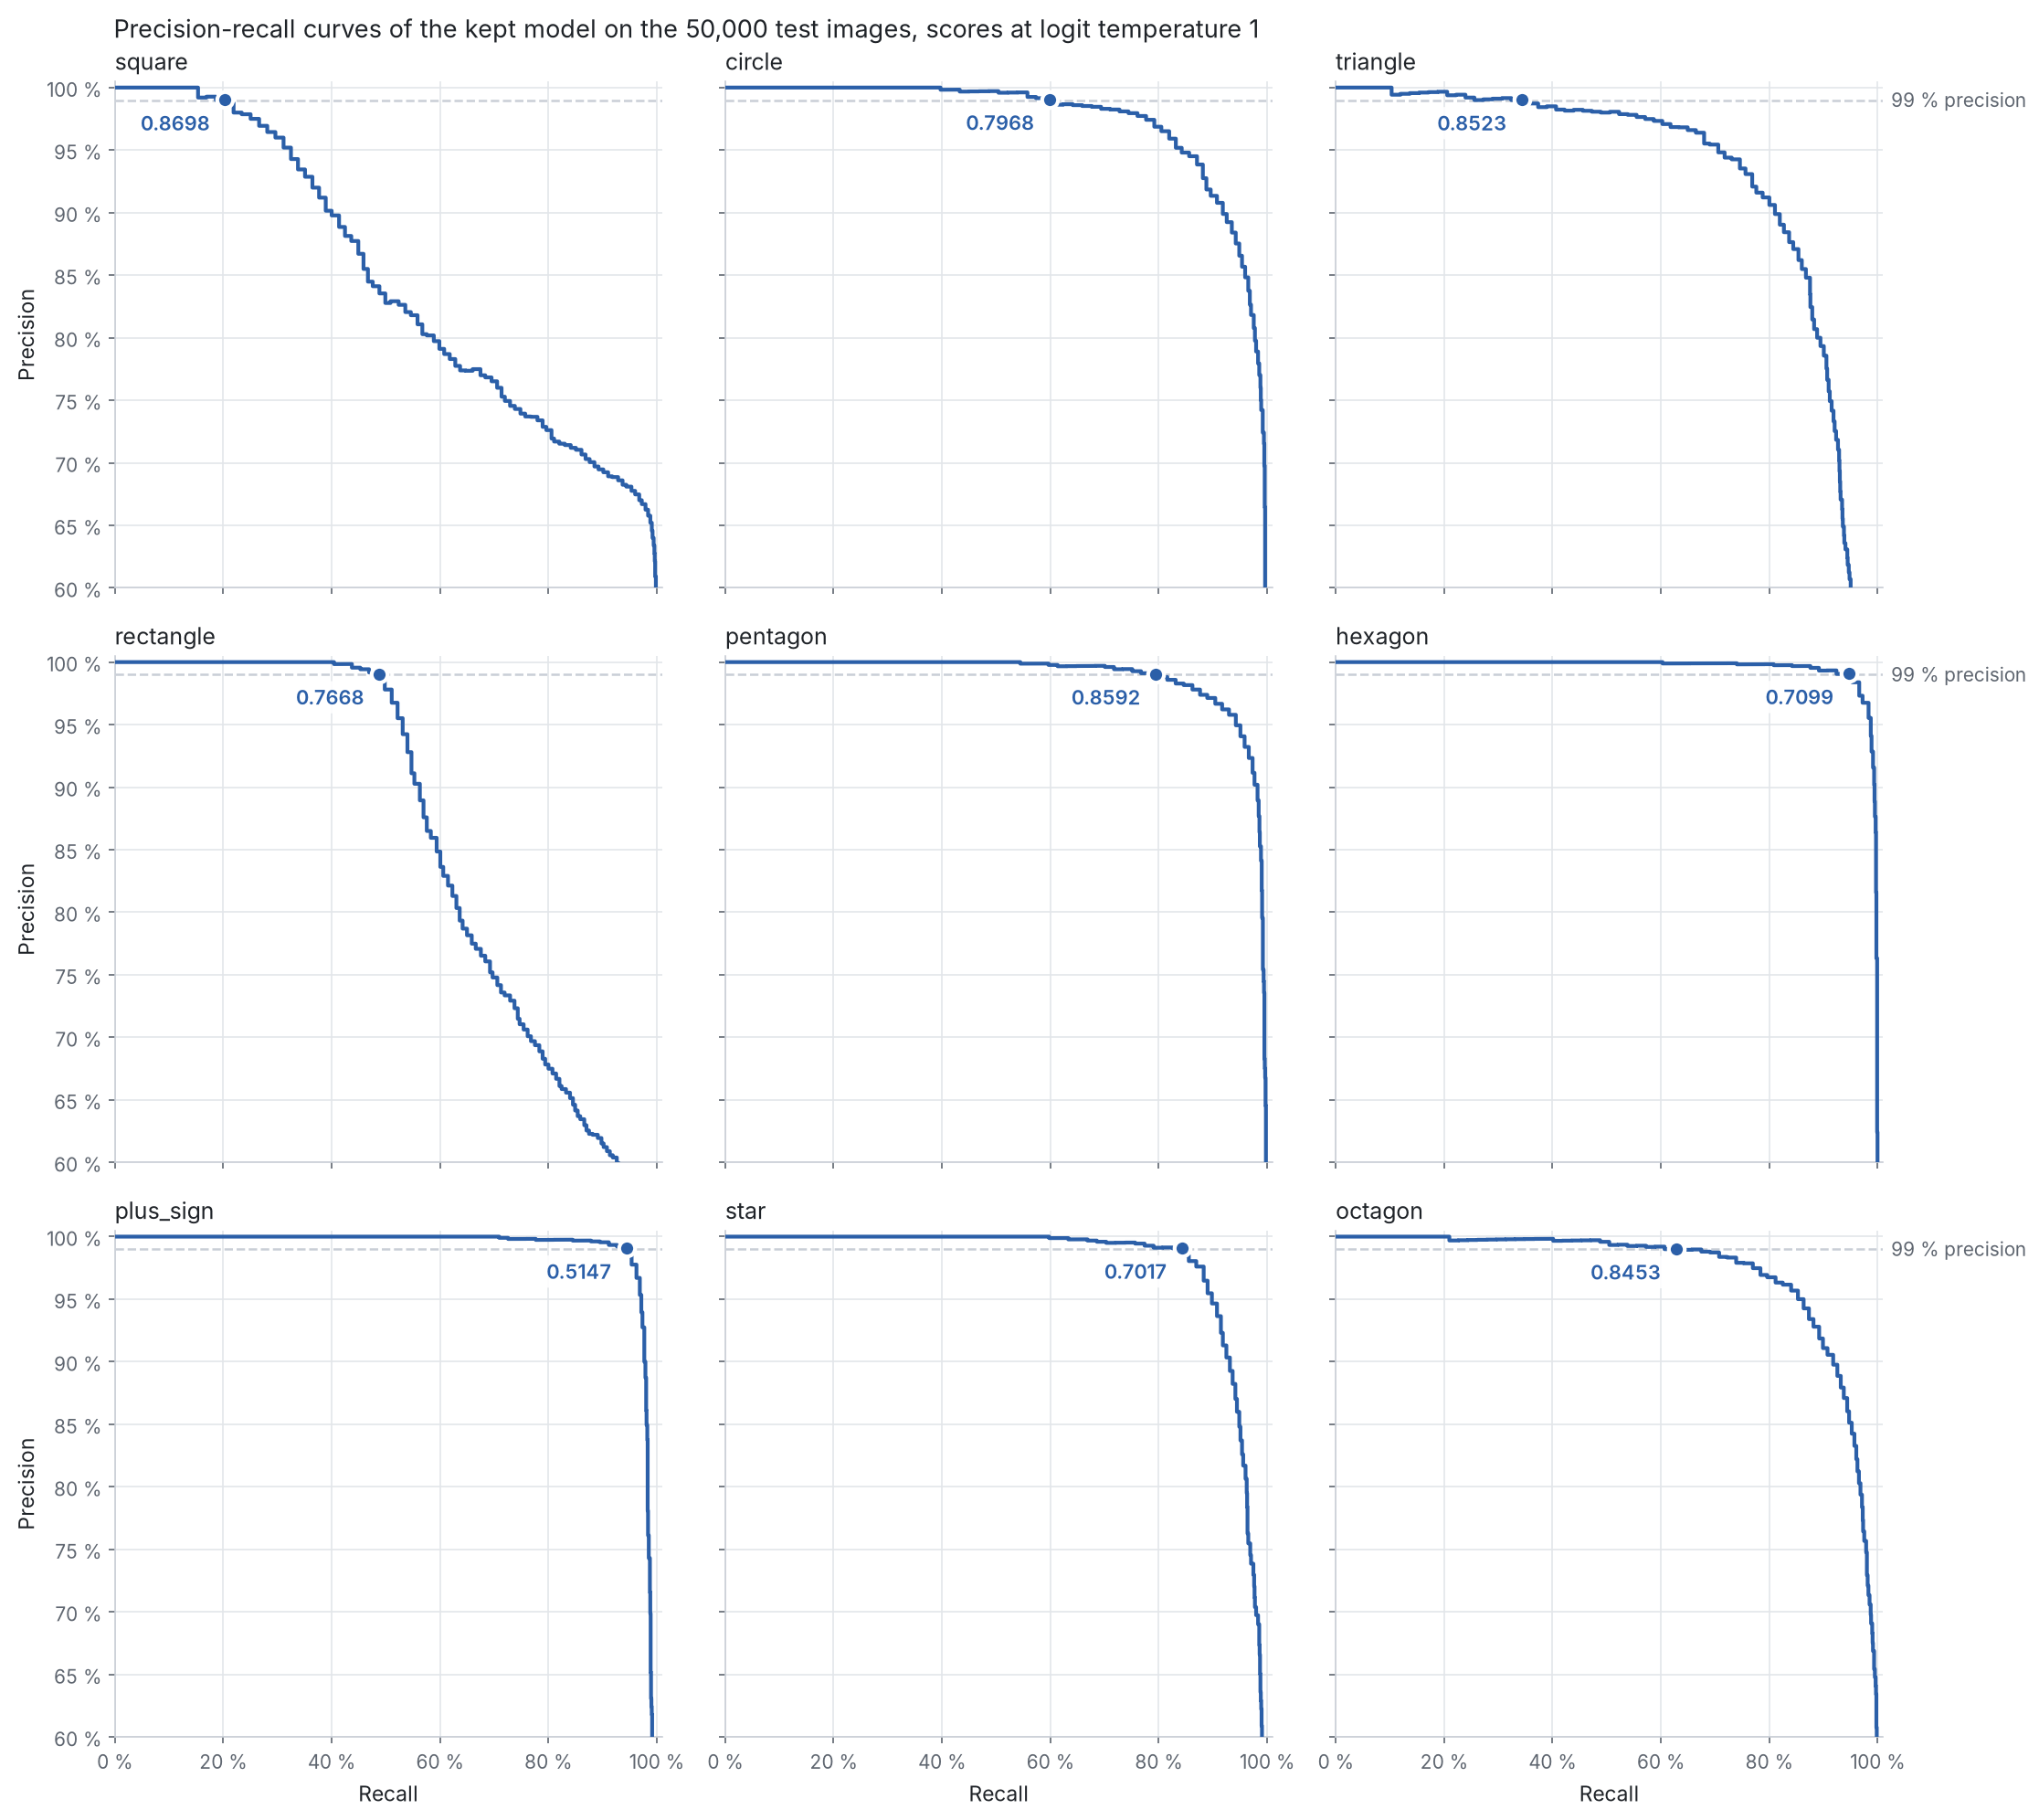 Precision-recall curves of the kept model on the 50,000 test images, scores at logit temperature 1
square
circle
triangle
100 %
95 %
90 %
85 %
80 %
75 %
70 %
65 %
60 %
Precision
0.8698
0.7968
0.8523
99 % precision
rectangle
pentagon
hexagon
100 %
95 %
90 %
85 %
80 %
75 %
70 %
65 %
60 %
Precision
0.7668
0.8592
0.7099
99 % precision
plus_sign
star
octagon
100 %
95 %
90 %
85 %
80 %
75 %
70 %
65 %
60 %
Precision
0.5147
0.7017
0.8453
99 % precision
0 % 20 % 40 % 60 % 80 % 100 %
0 % 20 % 40 % 60 % 80 % 100 %
0 % 20 % 40 % 60 % 80 % 100 %
Recall
Recall
Recall